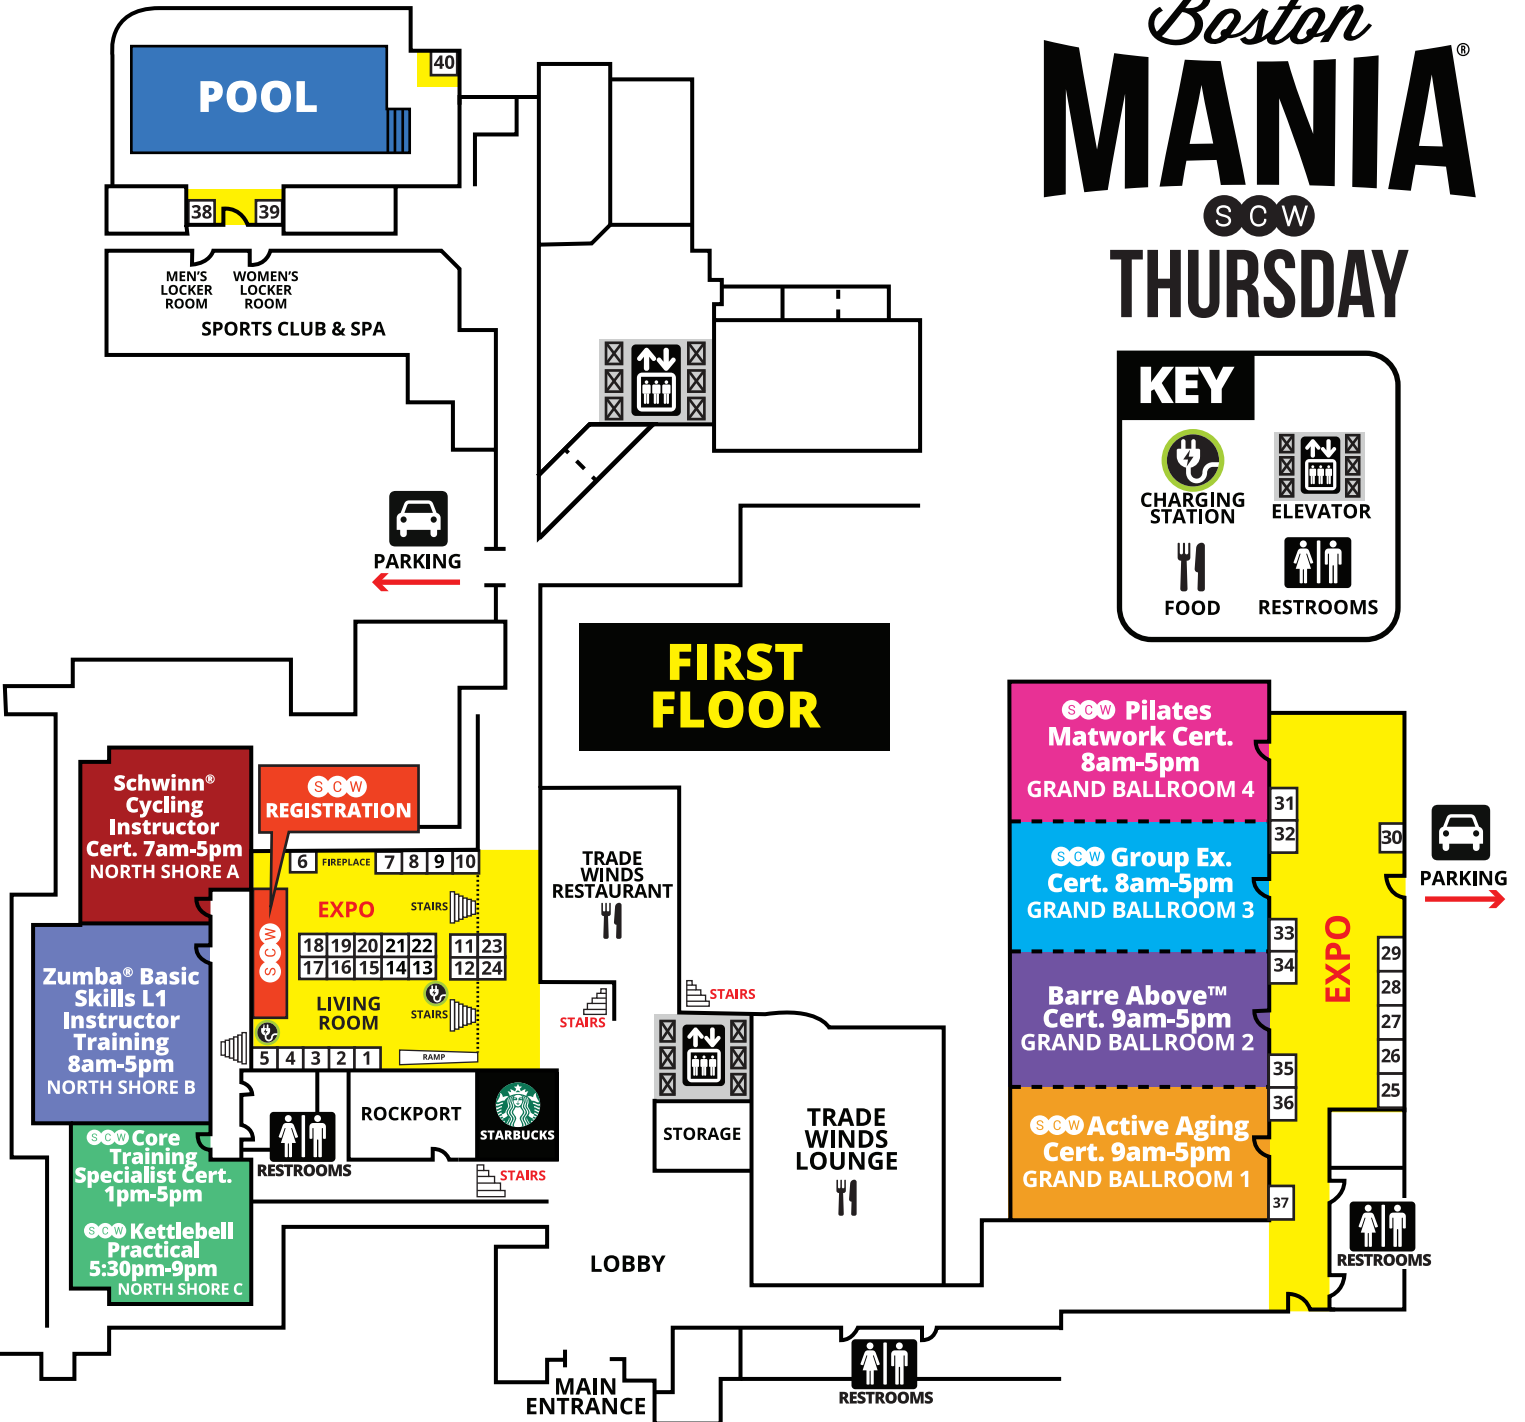 Boston
MANIA®
SCW
THURSDAY
KEY
CHARGING
STATION
ELEVATOR
FOOD
RESTROOMS
POOL
40
38
39
MEN'S
LOCKER
ROOM
WOMEN'S
LOCKER
ROOM
SPORTS CLUB & SPA
PARKING
FIRST
FLOOR
Schwinn®
Cycling
Instructor
Cert. 7am-5pm
NORTH SHORE A
SCW
REGISTRATION
6
FIREPLACE
7 8 9 10
EXPO
STAIRS
SCW
18 19 20 21 22
17 16 15 14 13
11 23
12 24
LIVING
ROOM
STAIRS
5 4 3 2 1
RAMP
Zumba® Basic
Skills L1
Instructor
Training
8am-5pm
NORTH SHORE B
SCW Core
Training
Specialist Cert.
1pm-5pm
SCW Kettlebell
Practical
5:30pm-9pm
NORTH SHORE C
RESTROOMS
ROCKPORT
STARBUCKS
STAIRS
TRADE
WINDS
RESTAURANT
STAIRS
STAIRS
STORAGE
TRADE
WINDS
LOUNGE
LOBBY
MAIN
ENTRANCE
RESTROOMS
SCW Pilates
Matwork Cert.
8am-5pm
GRAND BALLROOM 4
SCW Group Ex.
Cert. 8am-5pm
GRAND BALLROOM 3
Barre Above™
Cert. 9am-5pm
GRAND BALLROOM 2
SCW Active Aging
Cert. 9am-5pm
GRAND BALLROOM 1
31
32
33
34
35
36
37
EXPO
30
29
28
27
26
25
PARKING
RESTROOMS